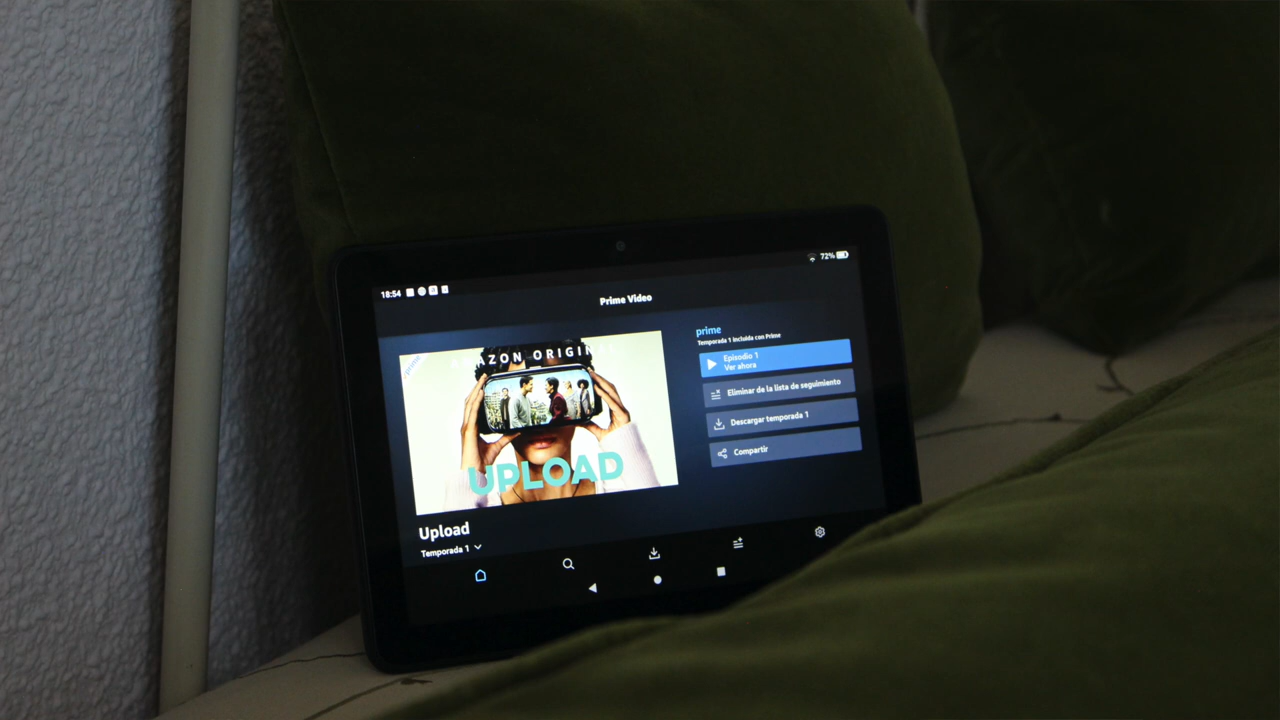 18:54
72%
Prime Video
prime
AMAZON ORIGINAL
UPLOAD
prime
Temporada 1 incluida con Prime
Episodio 1
Ver ahora
Eliminar de la lista de seguimiento
Descargar temporada 1
Compartir
Upload
Temporada 1